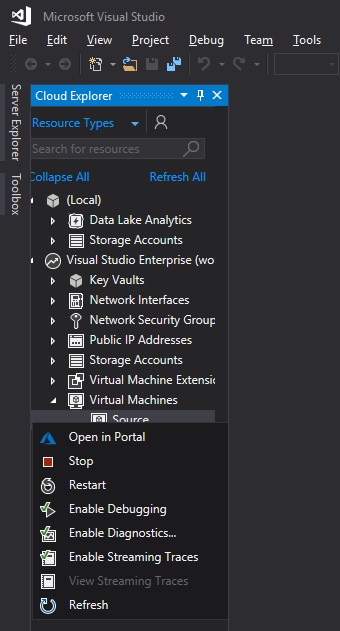 Microsoft Visual Studio
File Edit View Project Debug Team Tools
Server Explorer
Toolbox
Cloud Explorer
Resource Types
Search for resources
Collapse All Refresh All
(Local)
Data Lake Analytics
Storage Accounts
Visual Studio Enterprise (wo
Key Vaults
Network Interfaces
Network Security Group
Public IP Addresses
Storage Accounts
Virtual Machine Extensio
Virtual Machines
Source
Open in Portal
Stop
Restart
Enable Debugging
Enable Diagnostics...
Enable Streaming Traces
View Streaming Traces
Refresh